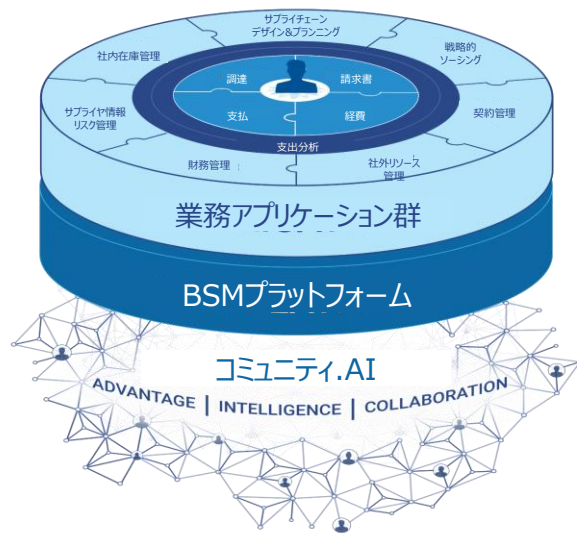 サプライチェーン
デザイン&プランニング
社内在庫管理
戦略的
ソーシング
調達
請求書
サプライヤ情報
リスク管理
契約管理
支払
経費
支出分析
財務管理
社外リソース
管理
業務アプリケーション群
BSMプラットフォーム
コミュニティ.AI
ADVANTAGE | INTELLIGENCE | COLLABORATION